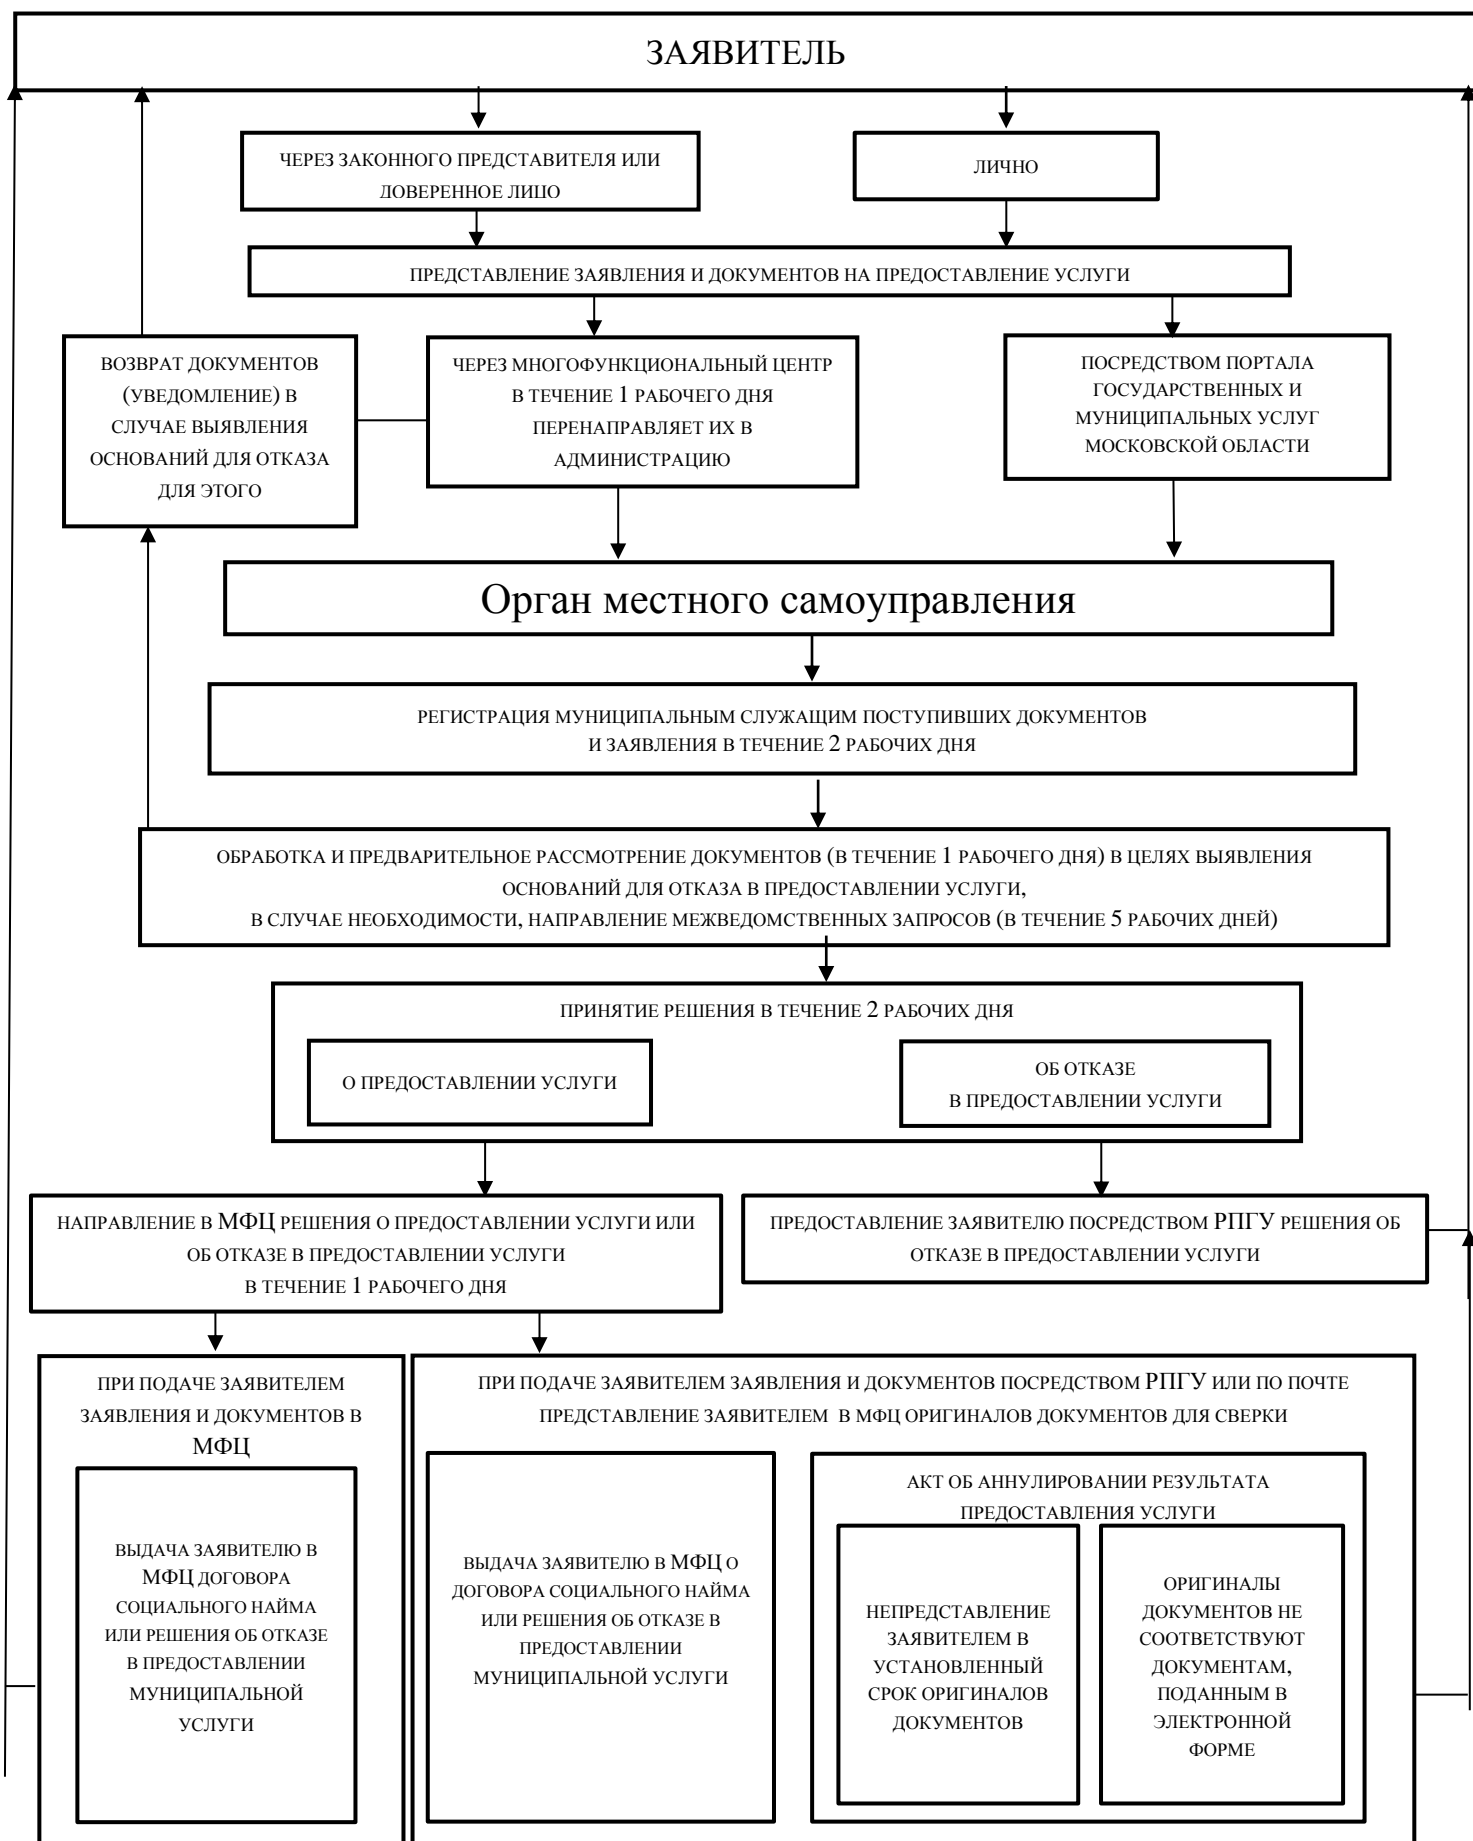 ЗАЯВИТЕЛЬ
ЧЕРЕЗ ЗАКОННОГО ПРЕДСТАВИТЕЛЯ ИЛИ
ДОВЕРЕННОЕ ЛИЦО
ЛИЧНО
ПРЕДСТАВЛЕНИЕ ЗАЯВЛЕНИЯ И ДОКУМЕНТОВ НА ПРЕДОСТАВЛЕНИЕ УСЛУГИ
ВОЗВРАТ ДОКУМЕНТОВ
(УВЕДОМЛЕНИЕ) В
СЛУЧАЕ ВЫЯВЛЕНИЯ
ОСНОВАНИЙ ДЛЯ ОТКАЗА
ДЛЯ ЭТОГО
ЧЕРЕЗ МНОГОФУНКЦИОНАЛЬНЫЙ ЦЕНТР
В ТЕЧЕНИЕ 1 РАБОЧЕГО ДНЯ
ПЕРЕНАПРАВЛЯЕТ ИХ В
АДМИНИСТРАЦИЮ
ПОСРЕДСТВОМ ПОРТАЛА
ГОСУДАРСТВЕННЫХ И
МУНИЦИПАЛЬНЫХ УСЛУГ
МОСКОВСКОЙ ОБЛАСТИ
Орган местного самоуправления
РЕГИСТРАЦИЯ МУНИЦИПАЛЬНЫМ СЛУЖАЩИМ ПОСТУПИВШИХ ДОКУМЕНТОВ
И ЗАЯВЛЕНИЯ В ТЕЧЕНИЕ 2 РАБОЧИХ ДНЯ
ОБРАБОТКА И ПРЕДВАРИТЕЛЬНОЕ РАССМОТРЕНИЕ ДОКУМЕНТОВ (В ТЕЧЕНИЕ 1 РАБОЧЕГО ДНЯ) В ЦЕЛЯХ ВЫЯВЛЕНИЯ
ОСНОВАНИЙ ДЛЯ ОТКАЗА В ПРЕДОСТАВЛЕНИИ УСЛУГИ,
В СЛУЧАЕ НЕОБХОДИМОСТИ, НАПРАВЛЕНИЕ МЕЖВЕДОМСТВЕННЫХ ЗАПРОСОВ (В ТЕЧЕНИЕ 5 РАБОЧИХ ДНЕЙ)
ПРИНЯТИЕ РЕШЕНИЯ В ТЕЧЕНИЕ 2 РАБОЧИХ ДНЯ
О ПРЕДОСТАВЛЕНИИ УСЛУГИ
ОБ ОТКАЗЕ
В ПРЕДОСТАВЛЕНИИ УСЛУГИ
НАПРАВЛЕНИЕ В МФЦ РЕШЕНИЯ О ПРЕДОСТАВЛЕНИИ УСЛУГИ ИЛИ
ОБ ОТКАЗЕ В ПРЕДОСТАВЛЕНИИ УСЛУГИ
В ТЕЧЕНИЕ 1 РАБОЧЕГО ДНЯ
ПРЕДОСТАВЛЕНИЕ ЗАЯВИТЕЛЮ ПОСРЕДСТВОМ РПГУ РЕШЕНИЯ ОБ
ОТКАЗЕ В ПРЕДОСТАВЛЕНИИ УСЛУГИ
ПРИ ПОДАЧЕ ЗАЯВИТЕЛЕМ
ЗАЯВЛЕНИЯ И ДОКУМЕНТОВ В
МФЦ
ВЫДАЧА ЗАЯВИТЕЛЮ В
МФЦ ДОГОВОРА
СОЦИАЛЬНОГО НАЙМА
ИЛИ РЕШЕНИЯ ОБ ОТКАЗЕ
В ПРЕДОСТАВЛЕНИИ
МУНИЦИПАЛЬНОЙ
УСЛУГИ
ПРИ ПОДАЧЕ ЗАЯВИТЕЛЕМ ЗАЯВЛЕНИЯ И ДОКУМЕНТОВ ПОСРЕДСТВОМ РПГУ ИЛИ ПО ПОЧТЕ
ПРЕДСТАВЛЕНИЕ ЗАЯВИТЕЛЕМ В МФЦ ОРИГИНАЛОВ ДОКУМЕНТОВ ДЛЯ СВЕРКИ
ВЫДАЧА ЗАЯВИТЕЛЮ В МФЦ О
ДОГОВОРА СОЦИАЛЬНОГО НАЙМА
ИЛИ РЕШЕНИЯ ОБ ОТКАЗЕ В
ПРЕДОСТАВЛЕНИИ
МУНИЦИПАЛЬНОЙ УСЛУГИ
АКТ ОБ АННУЛИРОВАНИИ РЕЗУЛЬТАТА
ПРЕДОСТАВЛЕНИЯ УСЛУГИ
НЕПРЕДСТАВЛЕНИЕ
ЗАЯВИТЕЛЕМ В
УСТАНОВЛЕННЫЙ
СРОК ОРИГИНАЛОВ
ДОКУМЕНТОВ
ОРИГИНАЛЫ
ДОКУМЕНТОВ НЕ
СООТВЕТСТВУЮТ
ДОКУМЕНТАМ,
ПОДАННЫМ В
ЭЛЕКТРОННОЙ
ФОРМЕ